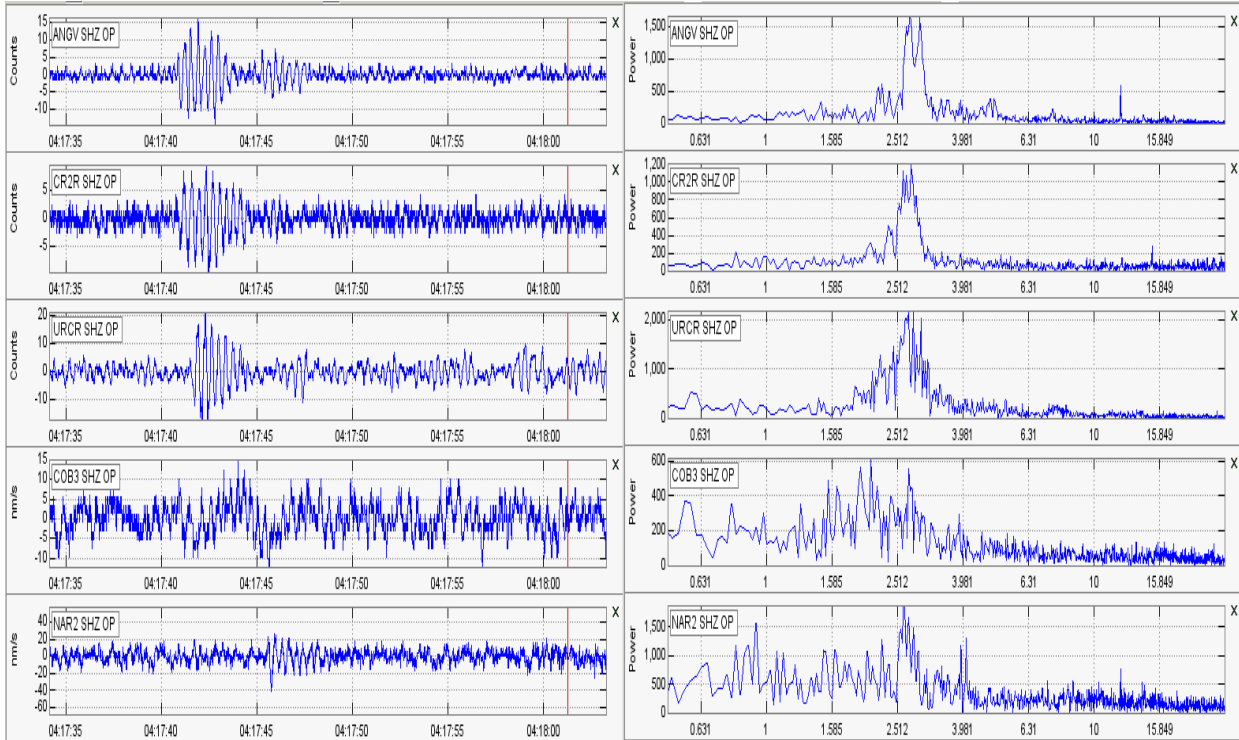 Counts
15
10
5
0
-5
-10
ANGV SHZ OP
X
04:17:35 04:17:40 04:17:45 04:17:50 04:17:55 04:18:00
Power
1,500
1,000
500
0
ANGV SHZ OP
X
0.631 1 1.585 2.512 3.981 6.31 10 15.849
Counts
5
0
-5
CR2R SHZ OP
X
04:17:35 04:17:40 04:17:45 04:17:50 04:17:55 04:18:00
Power
1,200
1,000
800
600
400
200
0
CR2R SHZ OP
X
0.631 1 1.585 2.512 3.981 6.31 10 15.849
Counts
20
10
0
-10
URCR SHZ OP
X
04:17:35 04:17:40 04:17:45 04:17:50 04:17:55 04:18:00
Power
2,000
1,000
0
URCR SHZ OP
X
0.631 1 1.585 2.512 3.981 6.31 10 15.849
nm/s
15
10
5
0
-5
-10
COB3 SHZ OP
X
04:17:35 04:17:40 04:17:45 04:17:50 04:17:55 04:18:00
Power
600
400
200
0
COB3 SHZ OP
X
0.631 1 1.585 2.512 3.981 6.31 10 15.849
nm/s
40
20
0
-20
-40
-60
NAR2 SHZ OP
X
04:17:35 04:17:40 04:17:45 04:17:50 04:17:55 04:18:00
Power
1,500
1,000
500
0
NAR2 SHZ OP
X
0.631 1 1.585 2.512 3.981 6.31 10 15.849